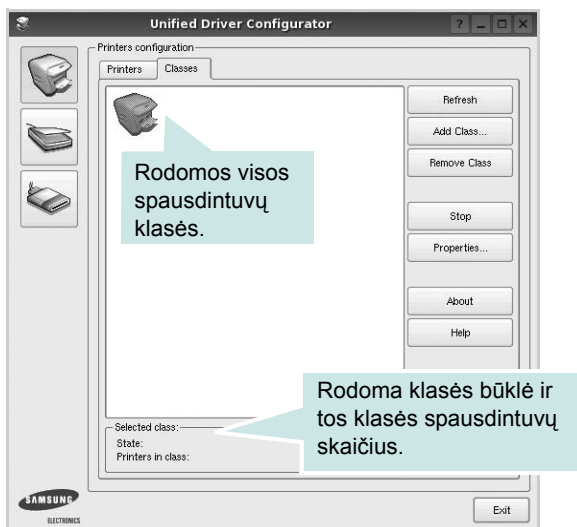 Unified Driver Configurator
Printers configuration
Printers
Classes
Refresh
Add Class...
Remove Class
Rodomos visos
spausdintuvų
klasės.
Stop
Properties...
About
Help
Rodoma klasės būklė ir
tos klasės spausdintuvų
skaičius.
Selected class:
State:
Printers in class:
SAMSUNG
ELECTRONICS
Exit